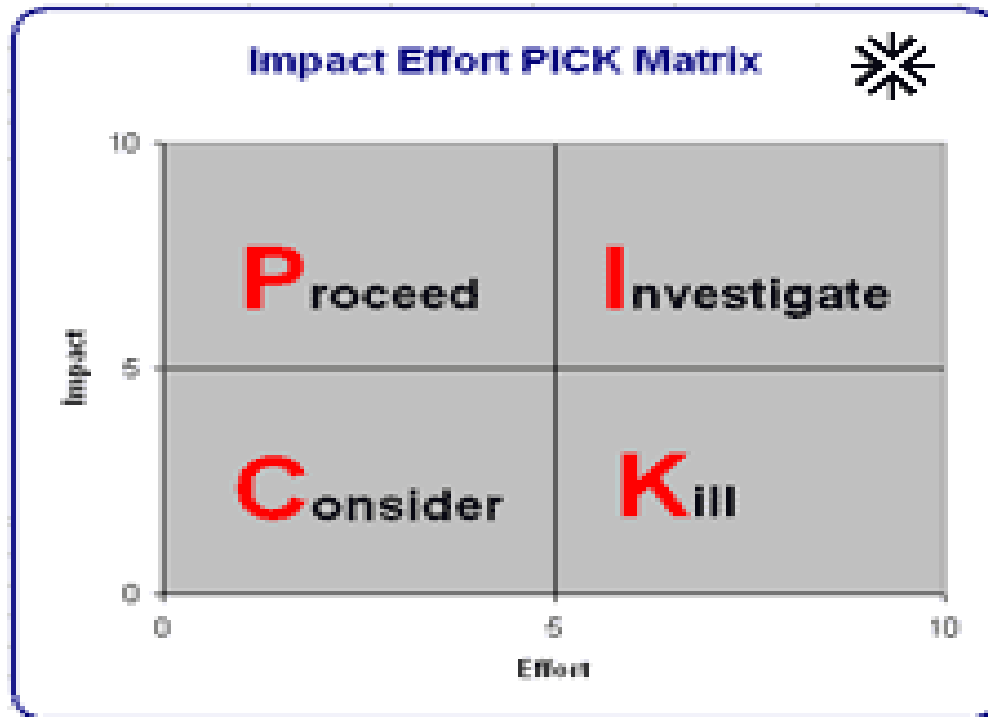 Impact Effort PICK Matrix
10
Proceed Investigate
Impact
5
Consider Kill
0
0 5 10
Effort